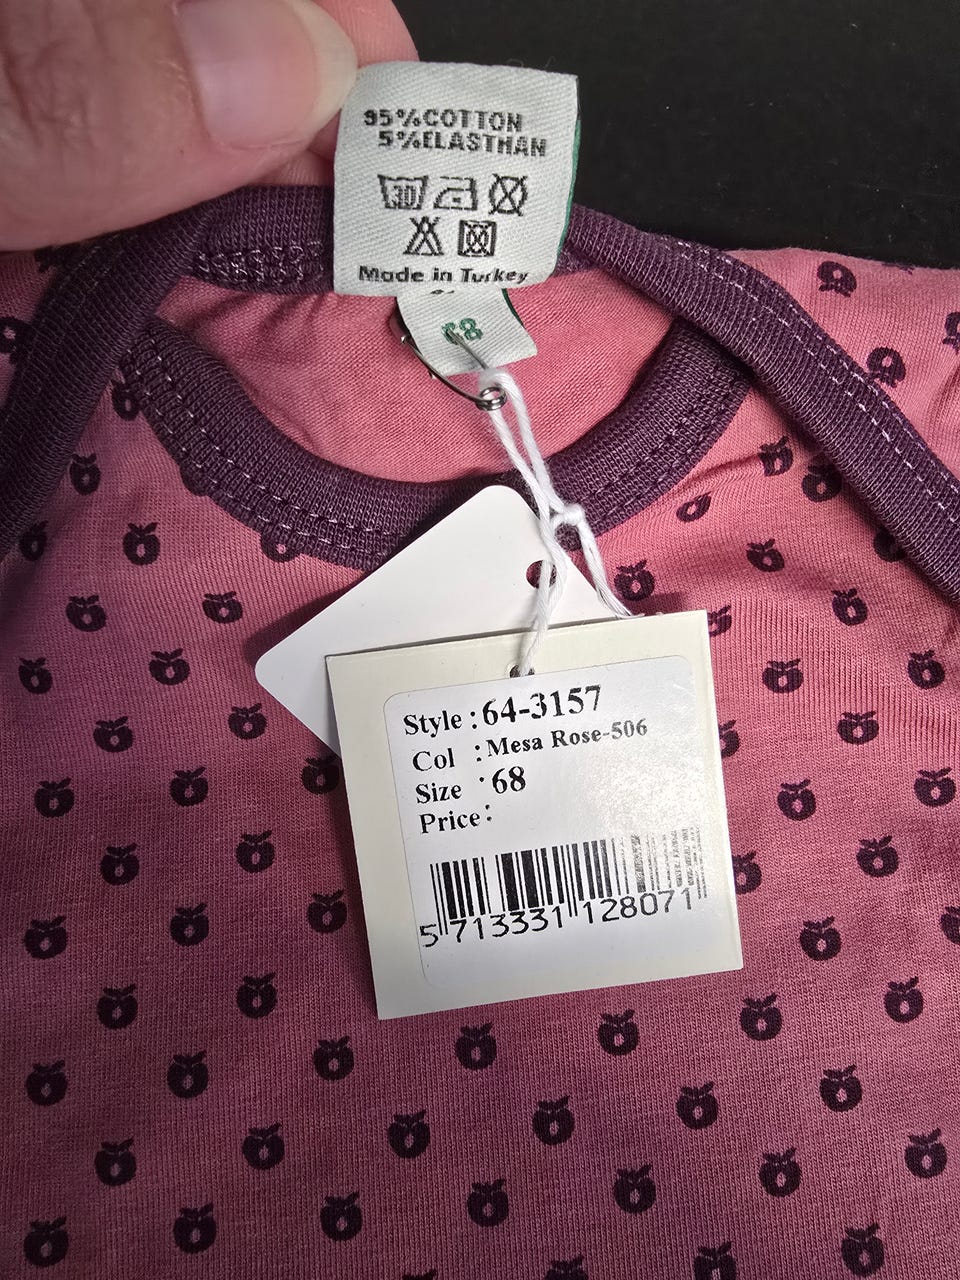 95%COTTON
5%ELASTHAN
30
Made in Turkey
68
Style : 64-3157
Col : Mesa Rose-506
Size : 68
Price :
5 713331 128071